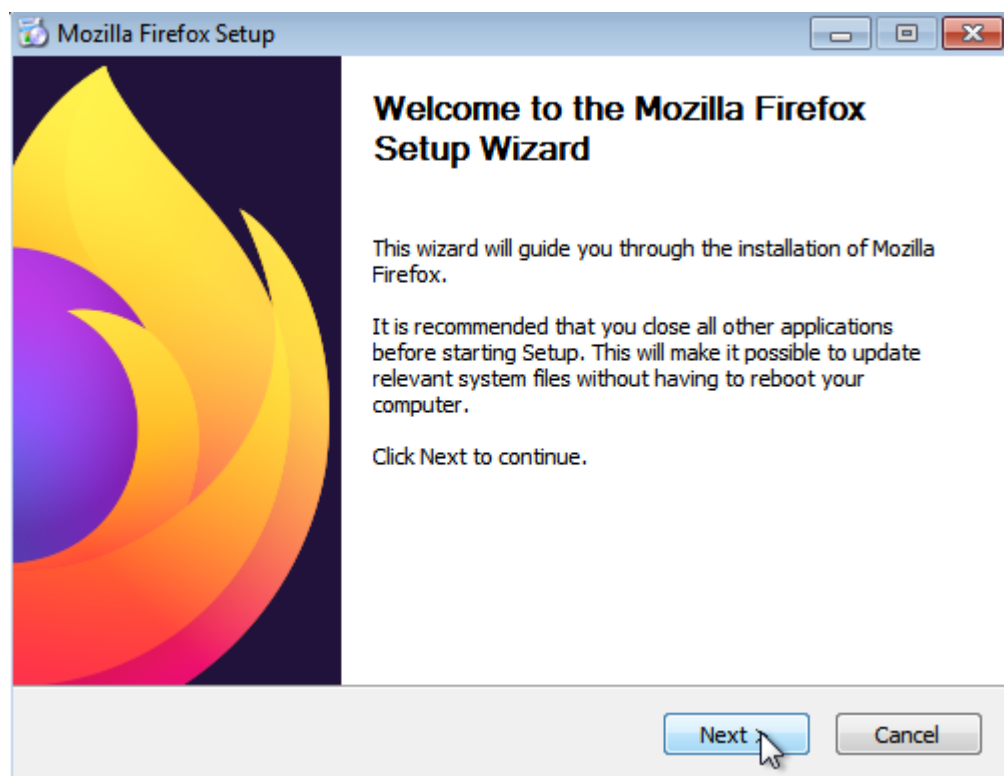 Mozilla Firefox Setup
Welcome to the Mozilla Firefox
Setup Wizard
This wizard will guide you through the installation of Mozilla
Firefox.
It is recommended that you close all other applications
before starting Setup. This will make it possible to update
relevant system files without having to reboot your
computer.
Click Next to continue.
Next >
Cancel